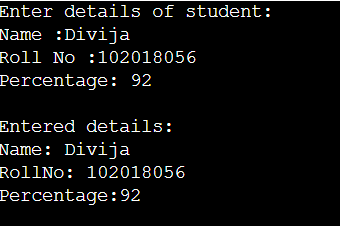 Enter details of student:
Name :Divija
Roll No :102018056
Percentage: 92
Entered details:
Name: Divija
RollNo: 102018056
Percentage:92